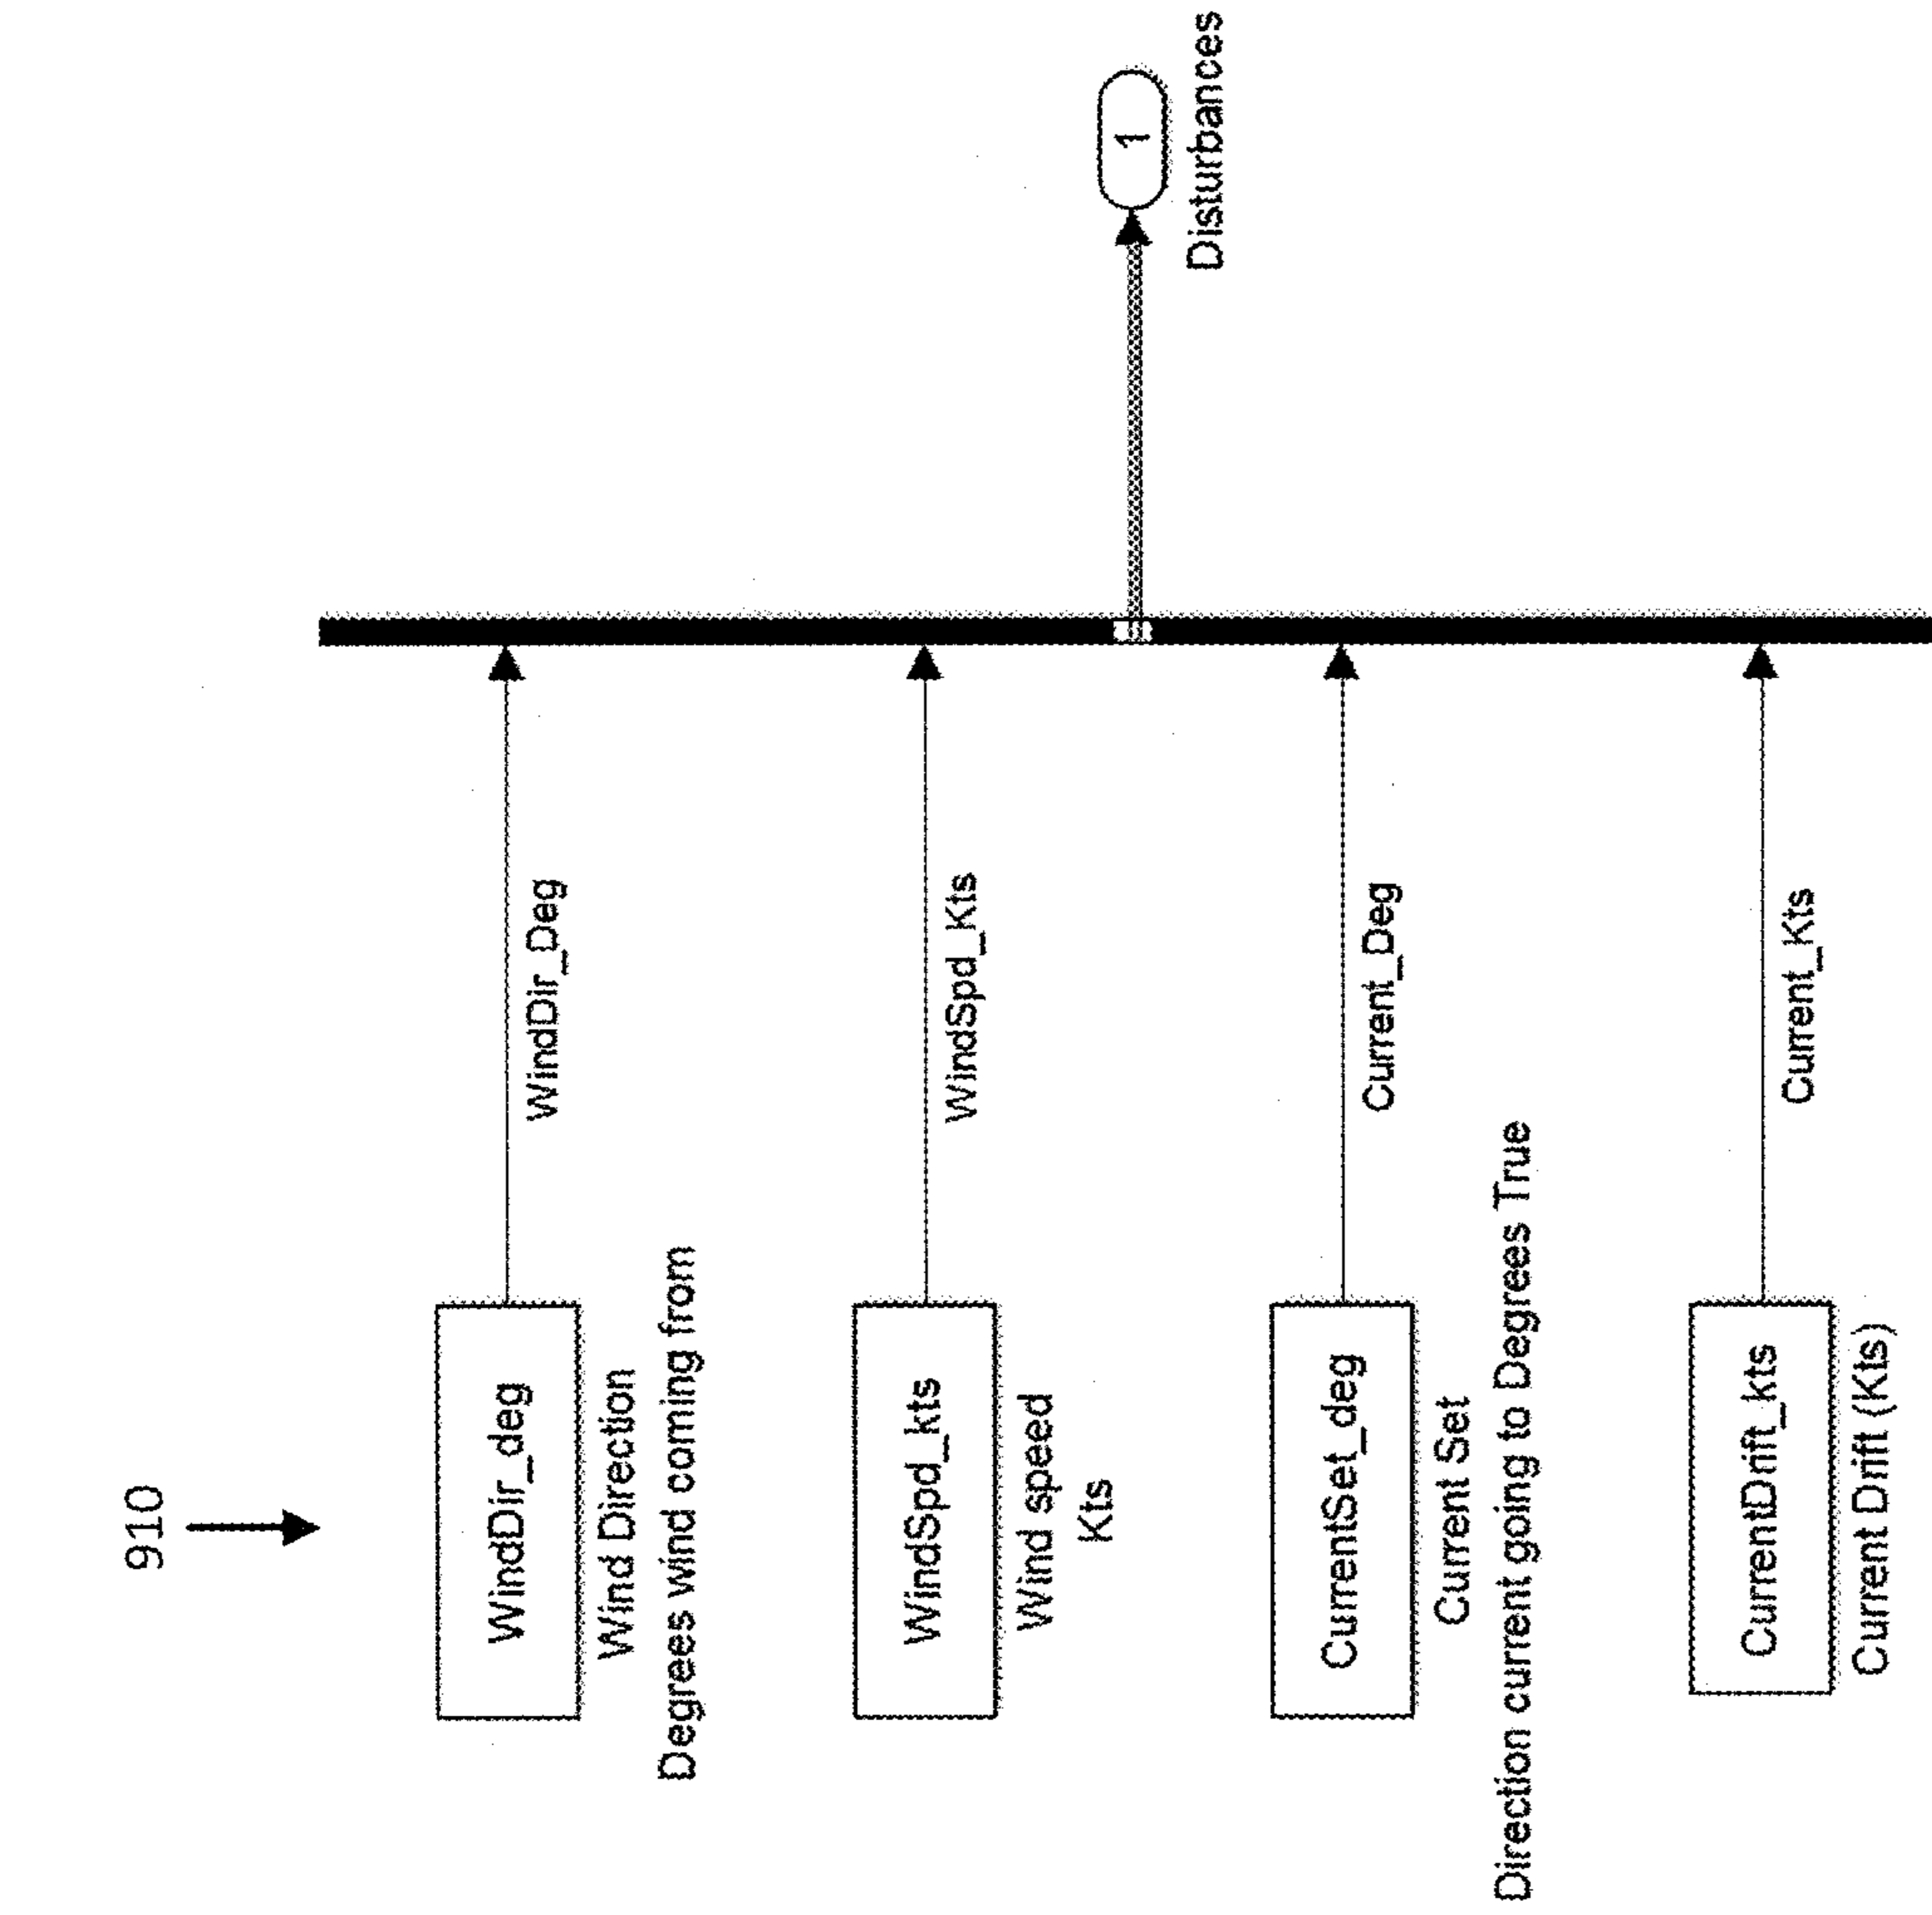 910
WindDir_deg
Wind Direction
Degrees wind coming from
WindDir_Deg
WindSpd_kts
Wind speed
Kts
WindSpd_Kts
CurrentSet_deg
Current Set
Direction current going to Degrees True
Current_Deg
CurrentDrift_kts
Current Drift (Kts)
Current_Kts
1
Disturbances